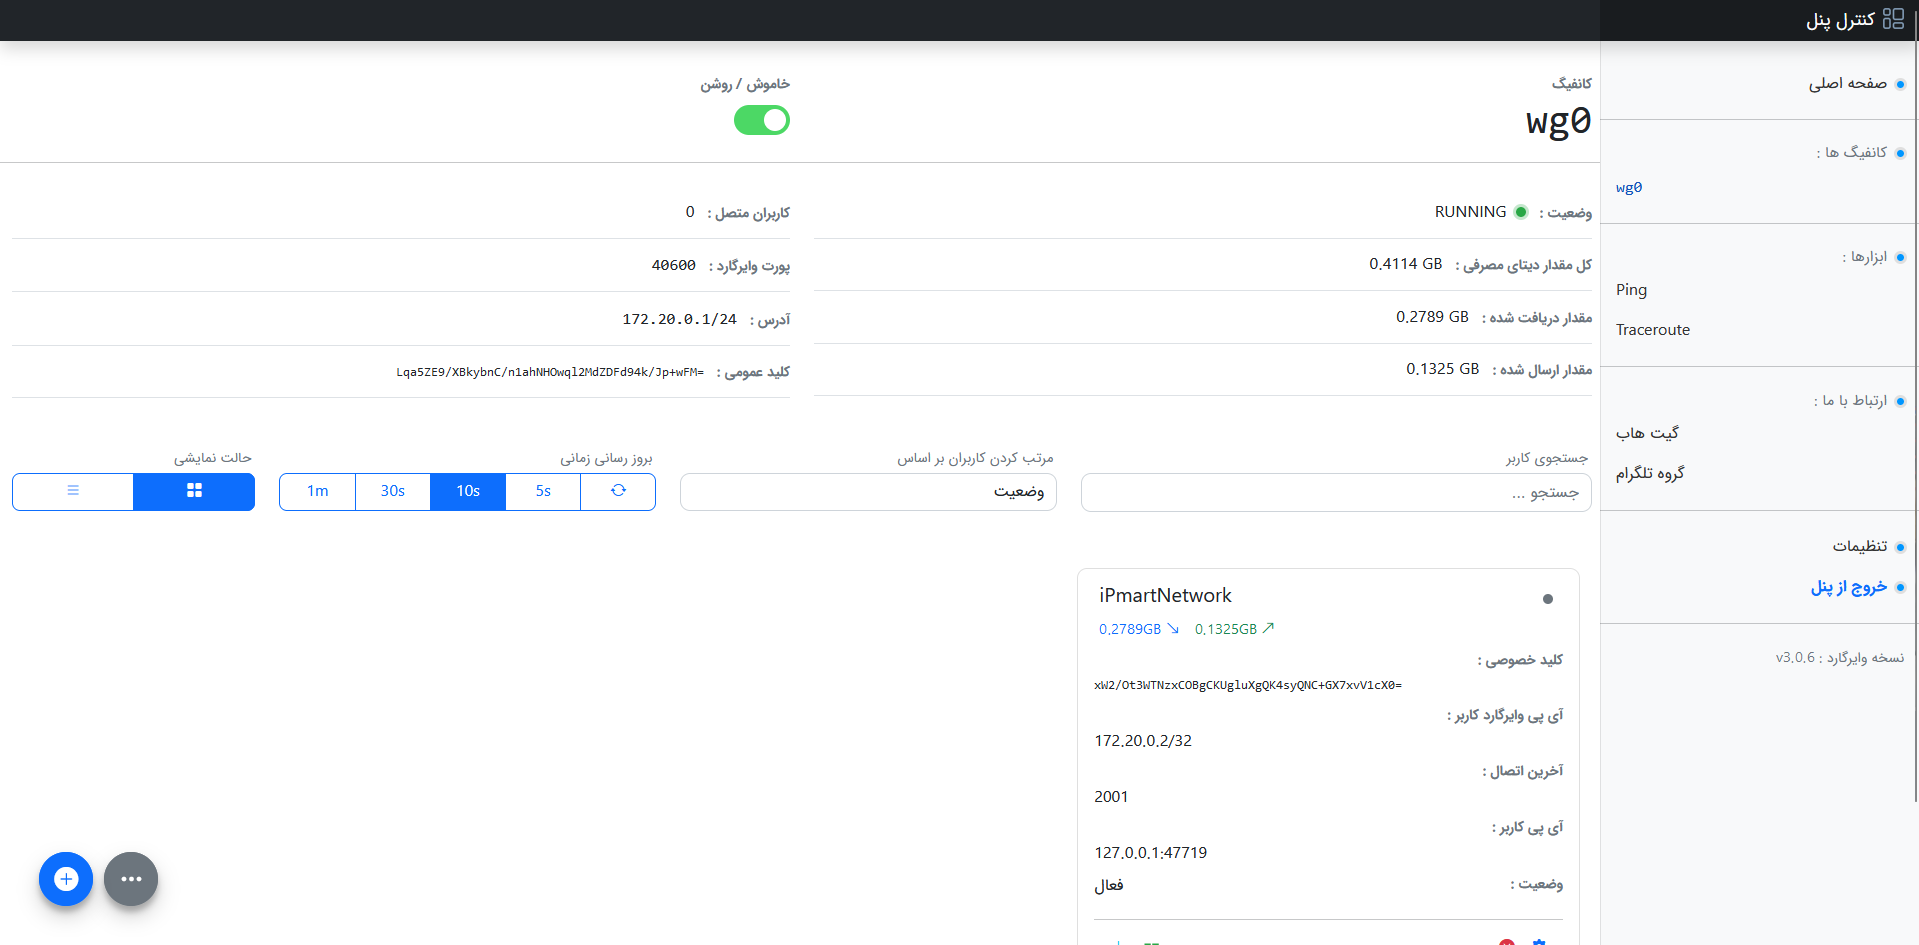 کنترل پنل
صفحه اصلی
کانفیگ ها :
wg0
ابزارها :
Ping
Traceroute
ارتباط با ما :
گیت هاب
گروه تلگرام
تنظیمات
خروج از پنل
نسخه وایرگارد : v3.0.6
کانفیگ
wg0
خاموش / روشن
وضعیت : RUNNING
کل مقدار دیتای مصرفی : 0.4114 GB
مقدار دریافت شده : 0.2789 GB
مقدار ارسال شده : 0.1325 GB
کاربران متصل : 0
پورت وایرگارد : 40600
آدرس : 172.20.0.1/24
کلید عمومی : Lqa5ZE9/XBkybnC/n1ahNHOwql2MdZDFd94k/Jp+wFM=
جستجوی کاربر
جستجو ...
مرتب کردن کاربران بر اساس
وضعیت
بروز رسانی زمانی
5s
10s
30s
1m
حالت نمایشی
iPmartNetwork
0.2789GB 0.1325GB
کلید خصوصی :
xW2/Ot3WTNzxCOBgCKUgluXgQK4syQNC+GX7xvV1cX0=
آی پی وایرگارد کاربر :
172.20.0.2/32
آخرین اتصال :
2001
آی پی کاربر :
127.0.0.1:47719
وضعیت : فعال